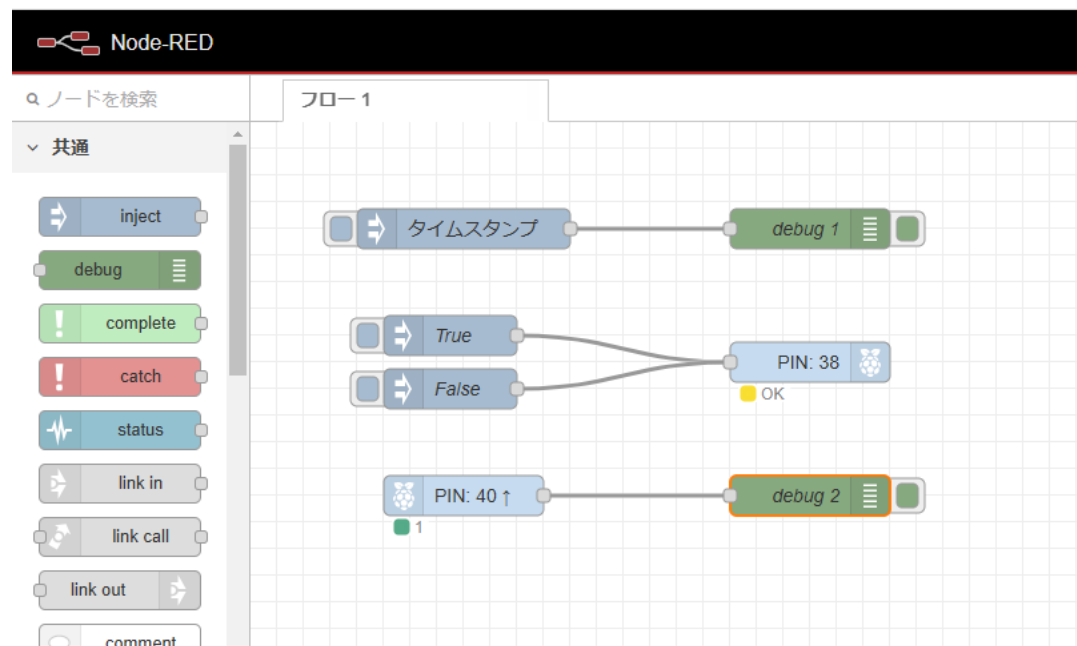 Node-RED
ノードを検索
フロー 1
共通
inject
debug
complete
catch
status
link in
link call
link out
comment
タイムスタンプ
debug 1
True
False
PIN: 38
OK
PIN: 40 ↑
1
debug 2